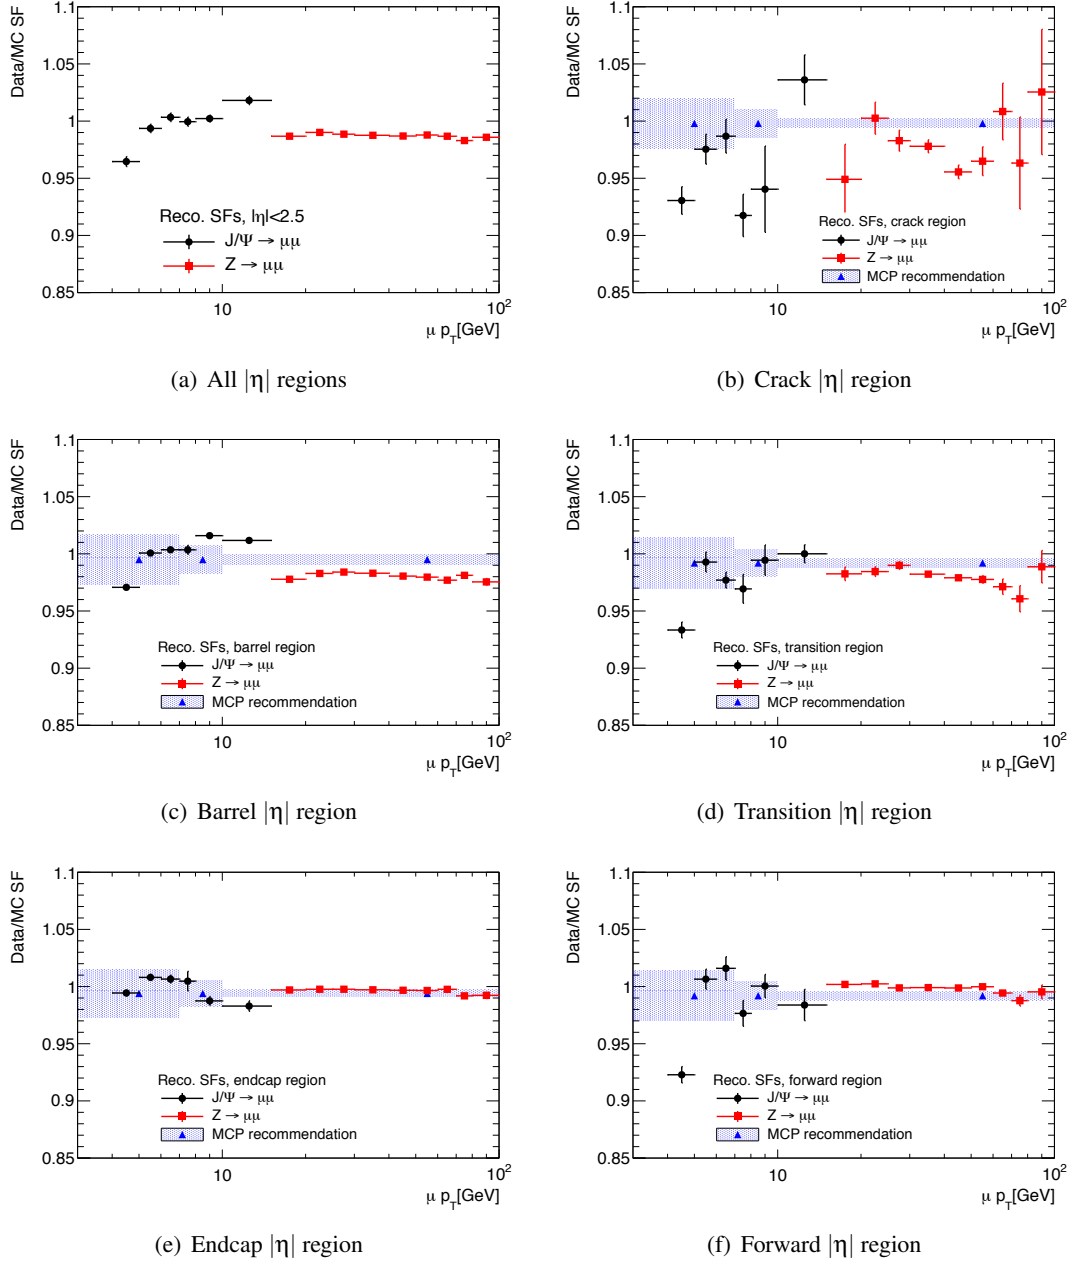 Data/MC SF
1.1
1.05
1
0.95
0.9
0.85
Reco. SFs, |η|<2.5
J/Ψ → μμ
Z → μμ
10
10²
μ p_T[GeV]
(a) All |η| regions
Data/MC SF
1.1
1.05
1
0.95
0.9
0.85
Reco. SFs, crack region
J/Ψ → μμ
Z → μμ
MCP recommendation
10
10²
μ p_T[GeV]
(b) Crack |η| region
Data/MC SF
1.1
1.05
1
0.95
0.9
0.85
Reco. SFs, barrel region
J/Ψ → μμ
Z → μμ
MCP recommendation
10
10²
μ p_T[GeV]
(c) Barrel |η| region
Data/MC SF
1.1
1.05
1
0.95
0.9
0.85
Reco. SFs, transition region
J/Ψ → μμ
Z → μμ
MCP recommendation
10
10²
μ p_T[GeV]
(d) Transition |η| region
Data/MC SF
1.1
1.05
1
0.95
0.9
0.85
Reco. SFs, endcap region
J/Ψ → μμ
Z → μμ
MCP recommendation
10
10²
μ p_T[GeV]
(e) Endcap |η| region
Data/MC SF
1.1
1.05
1
0.95
0.9
0.85
Reco. SFs, forward region
J/Ψ → μμ
Z → μμ
MCP recommendation
10
10²
μ p_T[GeV]
(f) Forward |η| region